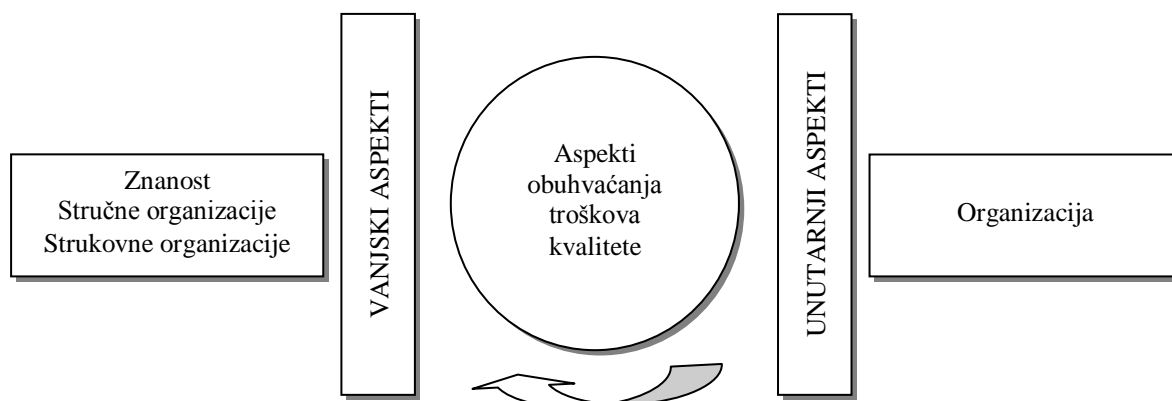 Znanost
Stručne organizacije
Strukovne organizacije
VANJSKI ASPEKTI
Aspekti
obuhvaćanja
troškova
kvalitete
UNUTARNJI ASPEKTI
Organizacija